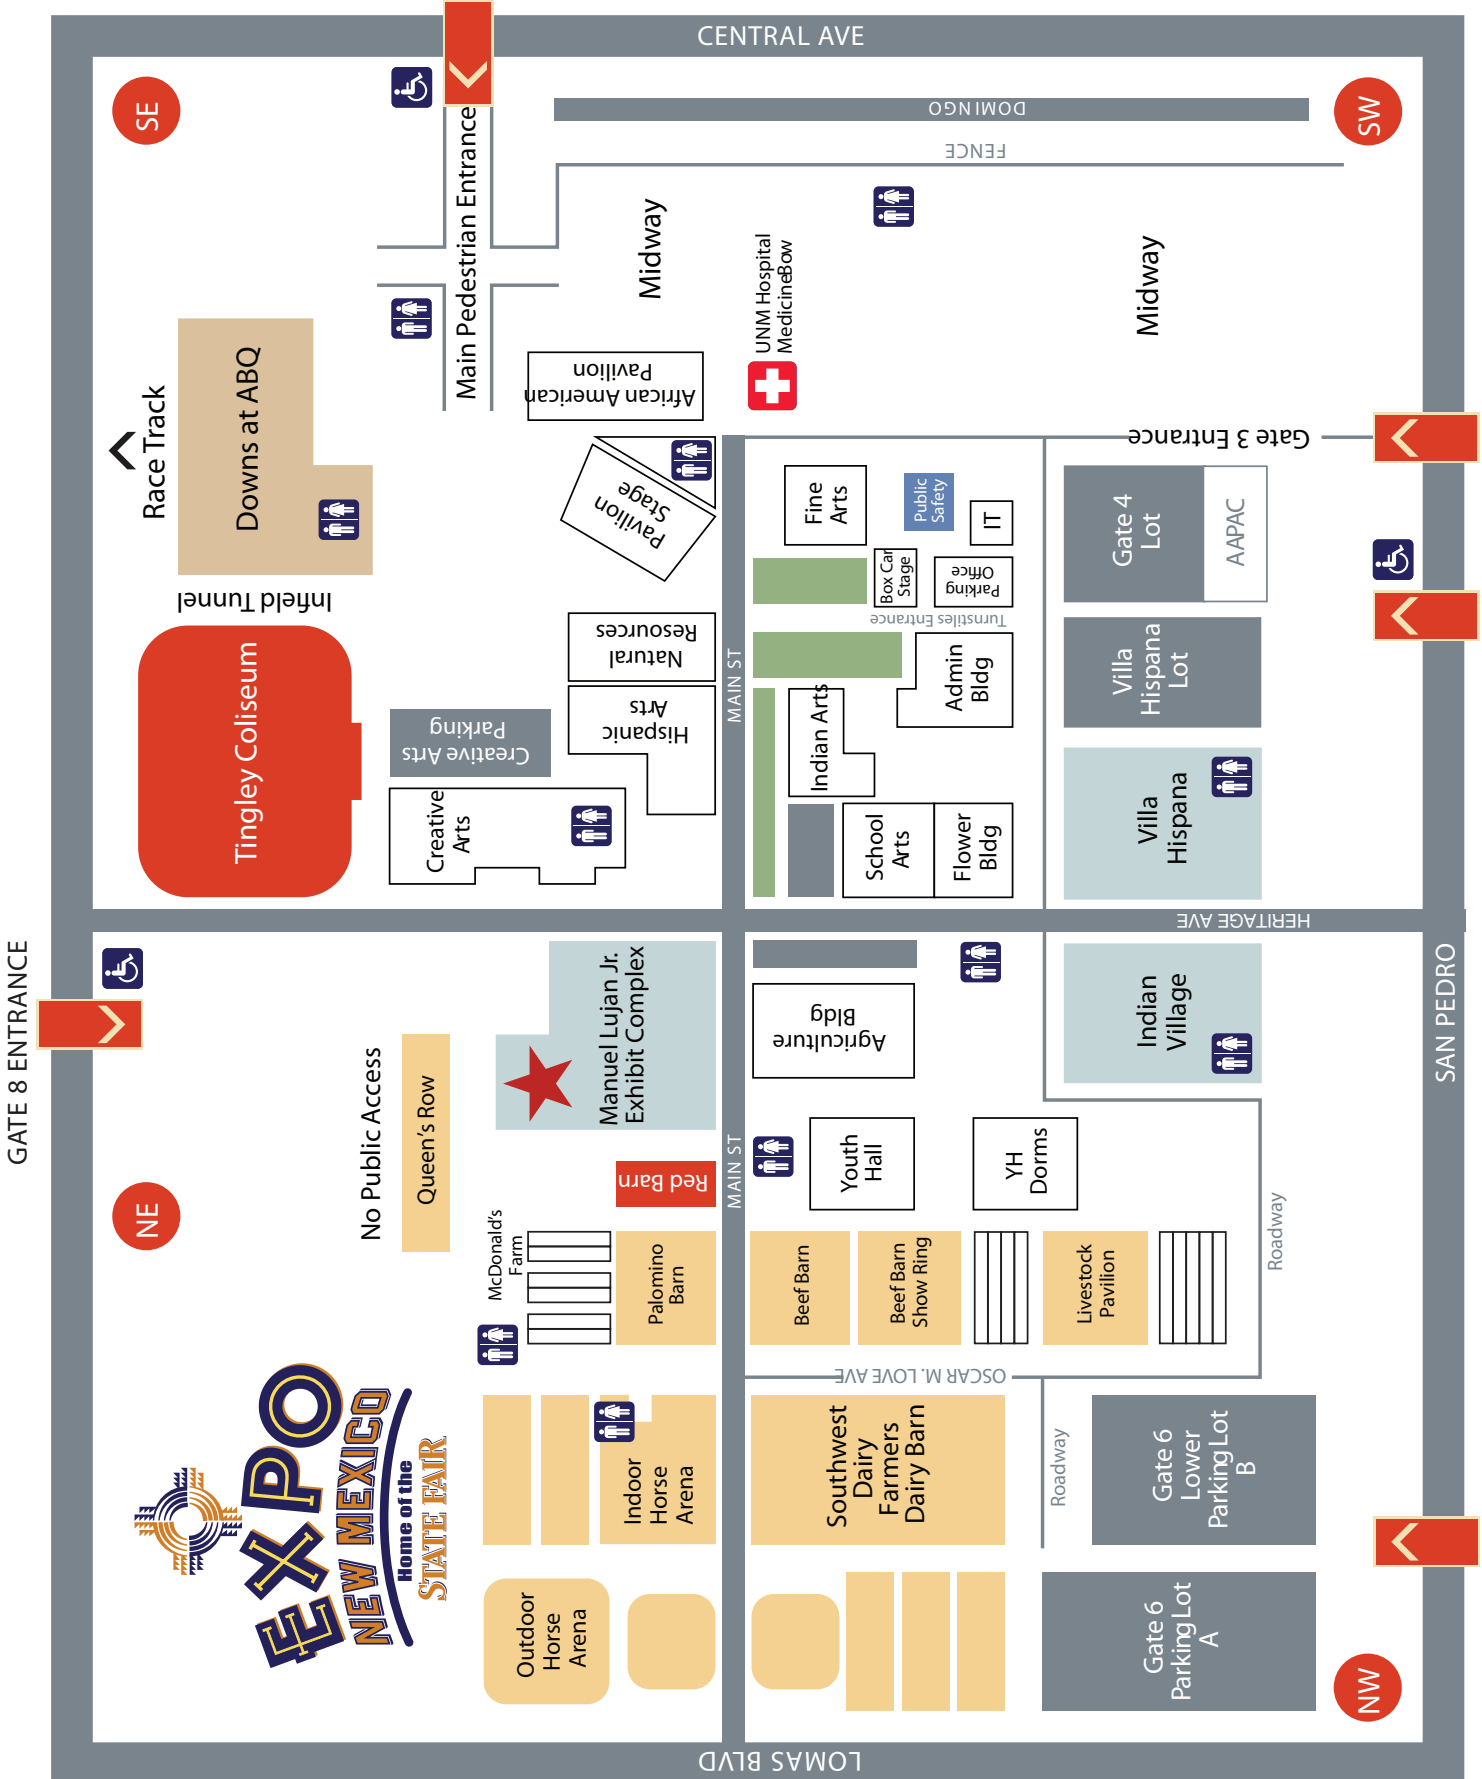 CENTRAL AVE
SE
SW
DOMINGO
FENCE
Main Pedestrian Entrance
Midway
UNM Hospital
MedicineBow
Midway
Race Track
Downs at ABQ
African American
Pavilion
Gate 3 Entrance
Pavilion
Stage
Fine
Arts
Public
Safety
IT
Gate 4
Lot
AAPAC
Box Car
Stage
Parking
Office
Infield Tunnel
Turnstiles Entrance
Natural
Resources
Tingley Coliseum
Creative Arts
Parking
Hispanic
Arts
MAIN ST
Indian Arts
Admin
Bldg
Villa
Hispana
Lot
Creative
Arts
School
Arts
Flower
Bldg
Villa
Hispana
HERITAGE AVE
GATE 8 ENTRANCE
SAN PEDRO
Manuel Lujan Jr.
Exhibit Complex
Agriculture
Bldg
Indian
Village
No Public Access
Queen's Row
Red Barn
MAIN ST
Youth
Hall
YH
Dorms
NE
McDonald's
Farm
Palomino
Barn
Beef Barn
Beef Barn
Show Ring
Livestock
Pavilion
Roadway
OSCAR M. LOVE AVE
EXPO
NEW MEXICO
Home of the
STATE FAIR
Indoor
Horse
Arena
Southwest
Dairy
Farmers
Dairy Barn
Roadway
Gate 6
Lower
Parking Lot
B
Outdoor
Horse
Arena
Gate 6
Parking Lot
A
NW
LOMAS BLVD